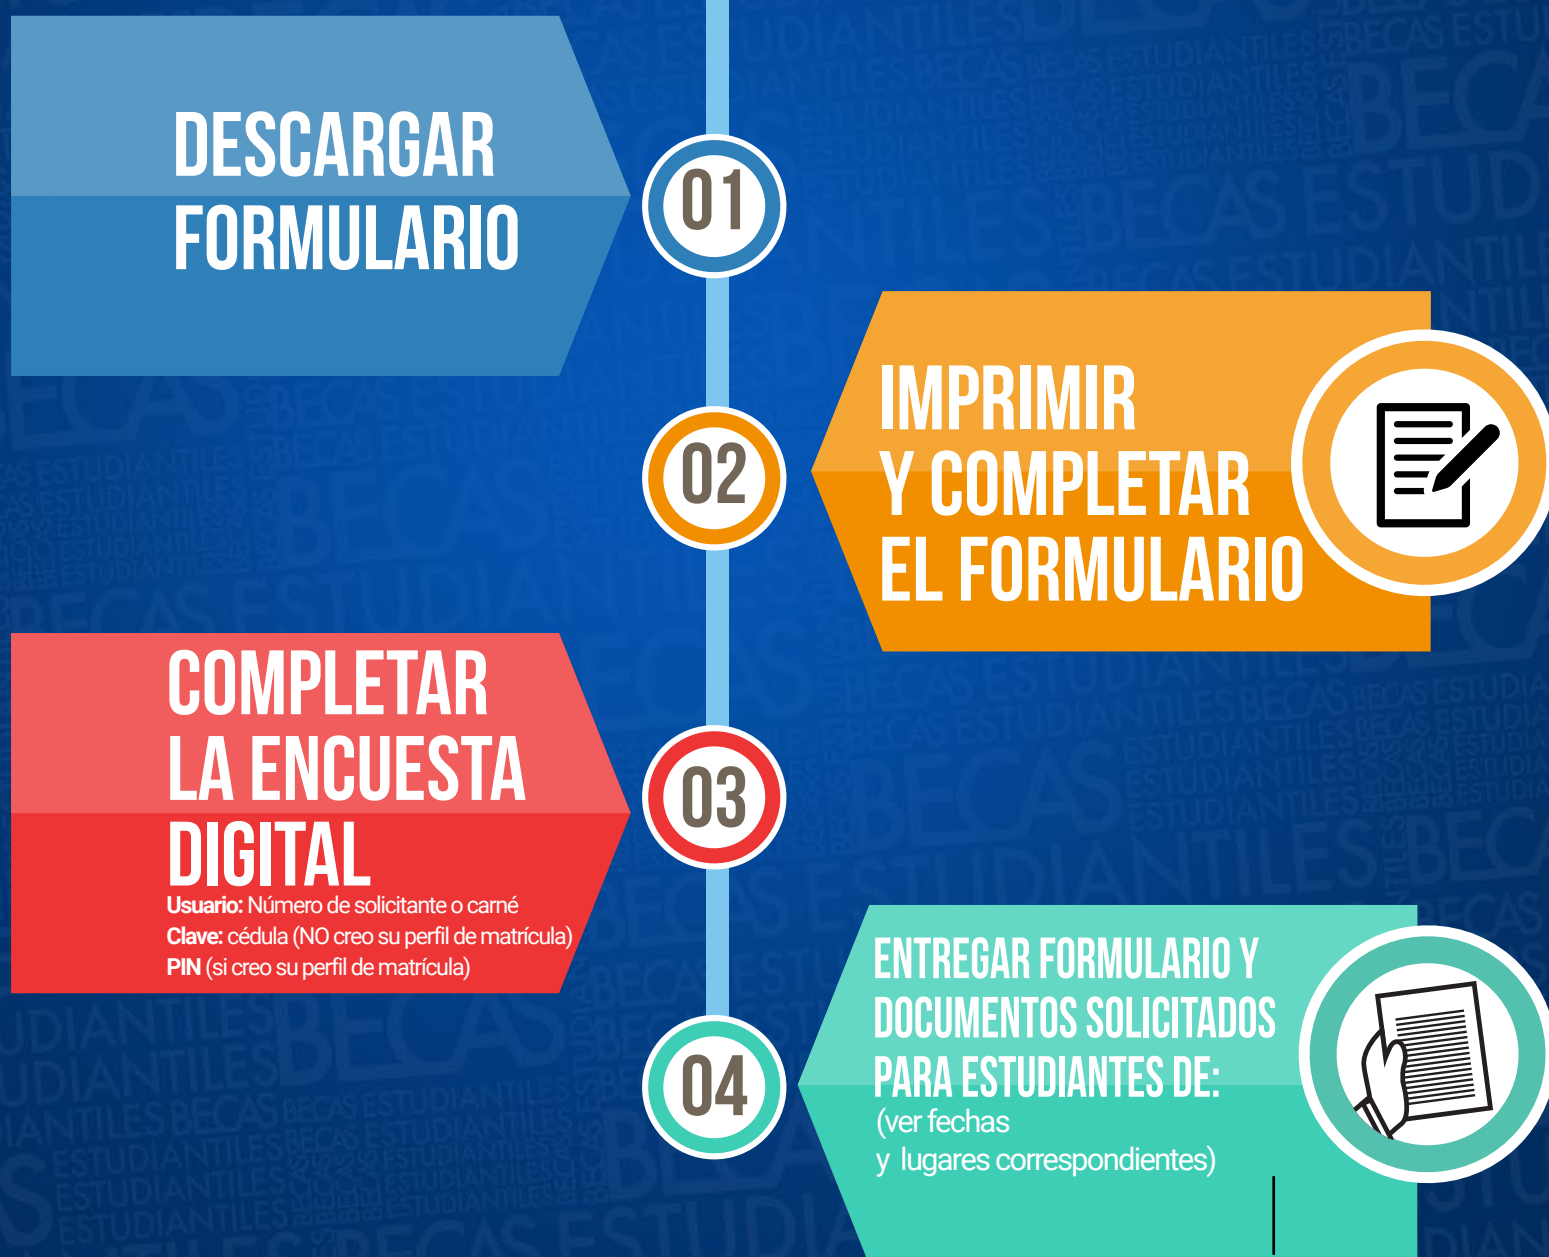 DESCARGAR
FORMULARIO
01
02
IMPRIMIR
Y COMPLETAR
EL FORMULARIO
COMPLETAR
LA ENCUESTA
DIGITAL
Usuario: Número de solicitante o carné
Clave: cédula (NO creo su perfil de matrícula)
PIN (si creo su perfil de matrícula)
03
04
ENTREGAR FORMULARIO Y
DOCUMENTOS SOLICITADOS
PARA ESTUDIANTES DE:
(ver fechas
y lugares correspondientes)
BECAS ESTUDIANTILES